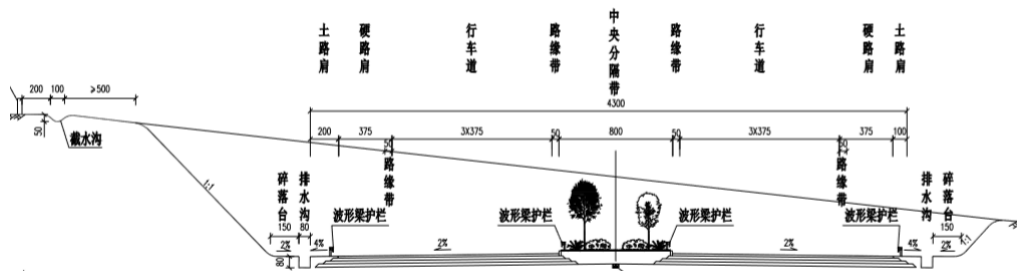 土路肩
硬路肩
行车道
路缘带
中央分隔带
路缘带
行车道
硬路肩
土路肩
200 100 ≥500
4300
50
截水沟
200 375 50 3X375 50 800 50 3X375 50 375 100
路缘带
路缘带
1:1
碎落台
排水沟
排水沟
碎落台
150 80
波形梁护栏
波形梁护栏
波形梁护栏
波形梁护栏
150
1:1
2% 4% 2% 2% 4% 2%
80